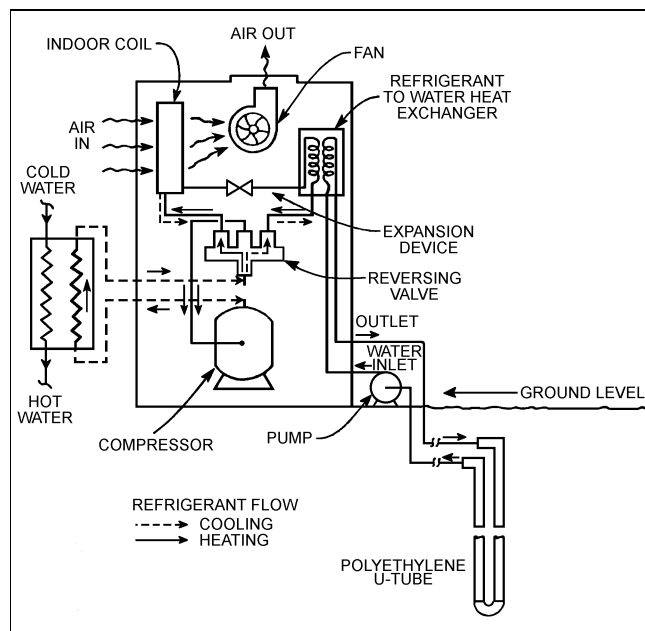 AIR OUT
INDOOR COIL
FAN
REFRIGERANT
TO WATER HEAT
EXCHANGER
AIR
IN
COLD
WATER
EXPANSION
DEVICE
REVERSING
VALVE
OUTLET
WATER
INLET
GROUND LEVEL
HOT
WATER
COMPRESSOR
PUMP
REFRIGERANT FLOW
COOLING
HEATING
POLYETHYLENE
U-TUBE